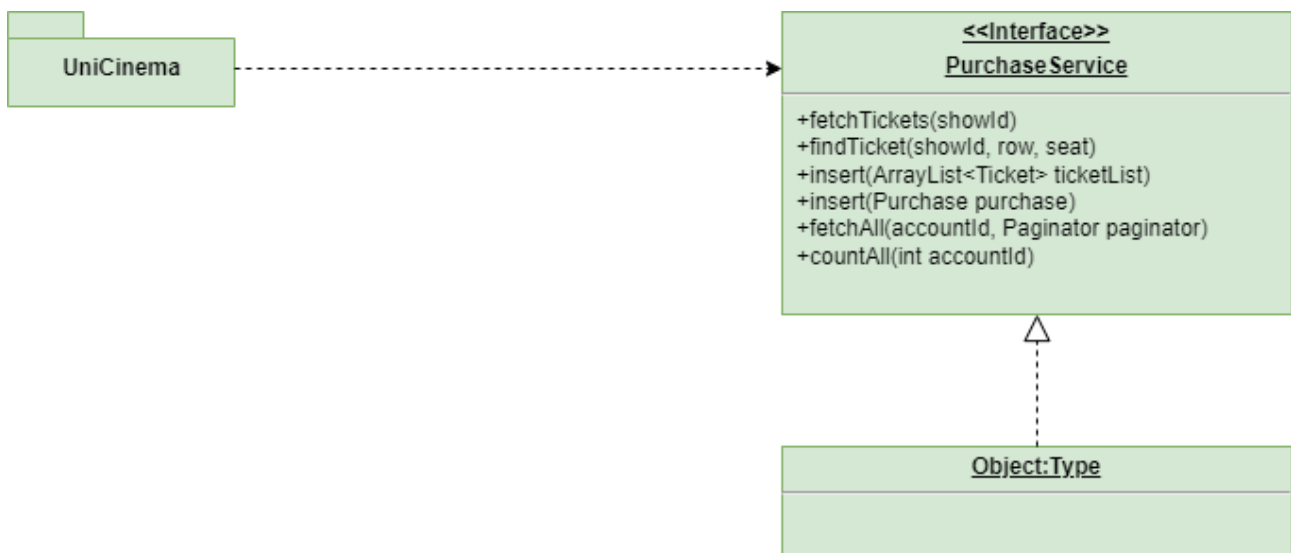 UniCinema
<<Interface>>
PurchaseService
+fetchTickets(showId)
+findTicket(showId, row, seat)
+insert(ArrayList<Ticket> ticketList)
+insert(Purchase purchase)
+fetchAll(accountId, Paginator paginator)
+countAll(int accountId)
Object:Type